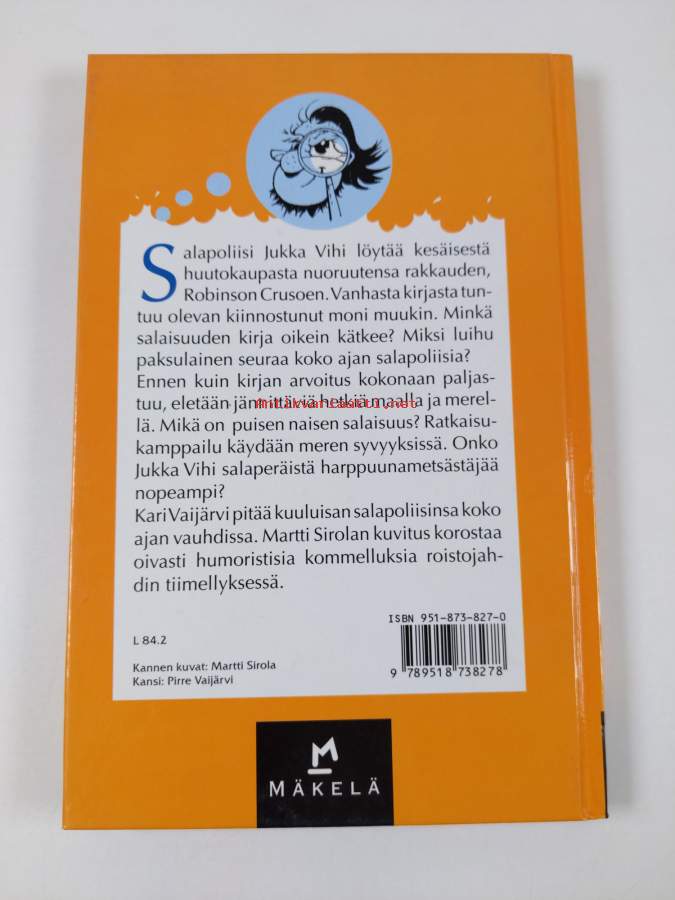 Salapoliisi Jukka Vihi löytää kesäisestä
huutokaupasta nuoruutensa rakkauden,
Robinson Crusoen. Vanhasta kirjasta tun-
tuu olevan kiinnostunut moni muukin. Minkä
salaisuuden kirja oikein kätkee? Miksi luihu
paksulainen seuraa koko ajan salapoliisia?
Ennen kuin kirjan arvoitus kokonaan paljas-
tuu, eletään jännittäviä hetkiä maalla ja merel-
Antikvariaatti.net
lä. Mikä on puisen naisen salaisuus? Ratkaisu-
kamppailu käydään meren syvyyksissä. Onko
Jukka Vihi salaperäistä harppuunametsästäjää
nopeampi?
Kari Vaijärvi pitää kuuluisan salapoliisinsa koko
ajan vauhdissa. Martti Sirolan kuvitus korostaa
oivasti humoristisia kommelluksia roistojah-
din tiimellyksessä.
ISBN 951-873-827-0
L 84.2
Kannen kuvat: Martti Sirola
Kansi: Pirre Vaijärvi
9 789518 738278
M
MÄKELÄ